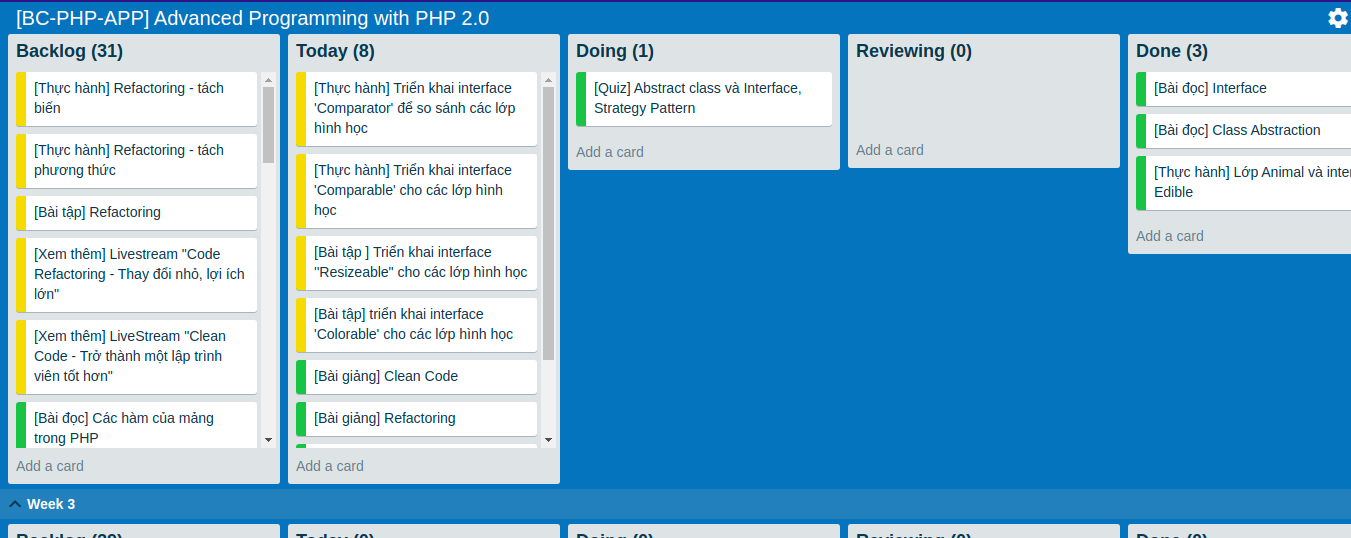 [BC-PHP-APP] Advanced Programming with PHP 2.0
Backlog (31)
[Thực hành] Refactoring - tách
biến
[Thực hành] Refactoring - tách
phương thức
[Bài tập] Refactoring
[Xem thêm] Livestream "Code
Refactoring - Thay đổi nhỏ, lợi ích
lớn"
[Xem thêm] LiveStream "Clean
Code - Trở thành một lập trình
viên tốt hơn"
[Bài đọc] Các hàm của mảng
trong PHP
Add a card
Today (8)
[Thực hành] Triển khai interface
'Comparator' để so sánh các lớp
hình học
[Thực hành] Triển khai interface
'Comparable' cho các lớp hình
học
[Bài tập ] Triển khai interface
"Resizeable" cho các lớp hình học
[Bài tập] triển khai interface
'Colorable' cho các lớp hình học
[Bài giảng] Clean Code
[Bài giảng] Refactoring
Add a card
Doing (1)
[Quiz] Abstract class và Interface,
Strategy Pattern
Add a card
Reviewing (0)
Add a card
Done (3)
[Bài đọc] Interface
[Bài đọc] Class Abstraction
[Thực hành] Lớp Animal và inter
Edible
Add a card
Week 3
Backlog (29)
Today (0)
Doing (0)
Reviewing (0)
Done (0)